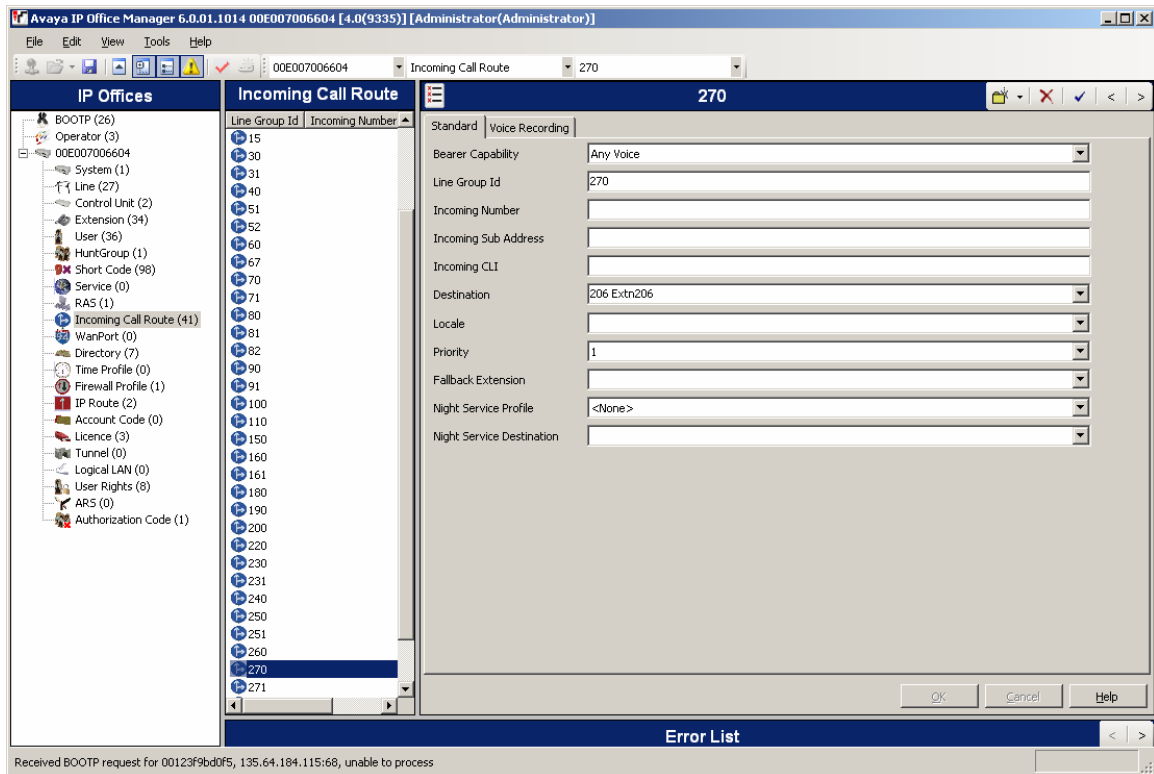 Avaya IP Office Manager 6.0.01.1014 00E007006604 [4.0(9335)] [Administrator(Administrator)]
File Edit View Tools Help
00E007006604 Incoming Call Route 270
IP Offices
BOOTP (26)
Operator (3)
00E007006604
System (1)
Line (27)
Control Unit (2)
Extension (34)
User (36)
HuntGroup (1)
Short Code (98)
Service (0)
RAS (1)
Incoming Call Route (41)
WanPort (0)
Directory (7)
Time Profile (0)
Firewall Profile (1)
IP Route (2)
Account Code (0)
Licence (3)
Tunnel (0)
Logical LAN (0)
User Rights (8)
ARS (0)
Authorization Code (1)
Incoming Call Route
Line Group Id Incoming Number
15
30
31
40
51
52
60
67
70
71
80
81
82
90
91
100
110
150
160
161
180
190
200
220
230
231
240
250
251
260
270
271
270
Standard Voice Recording
Bearer Capability Any Voice
Line Group Id 270
Incoming Number
Incoming Sub Address
Incoming CLI
Destination 206 Extn206
Locale
Priority 1
Fallback Extension
Night Service Profile <None>
Night Service Destination
OK Cancel Help
Error List
Received BOOTP request for 00123f9bd0f5, 135.64.184.115:68, unable to process